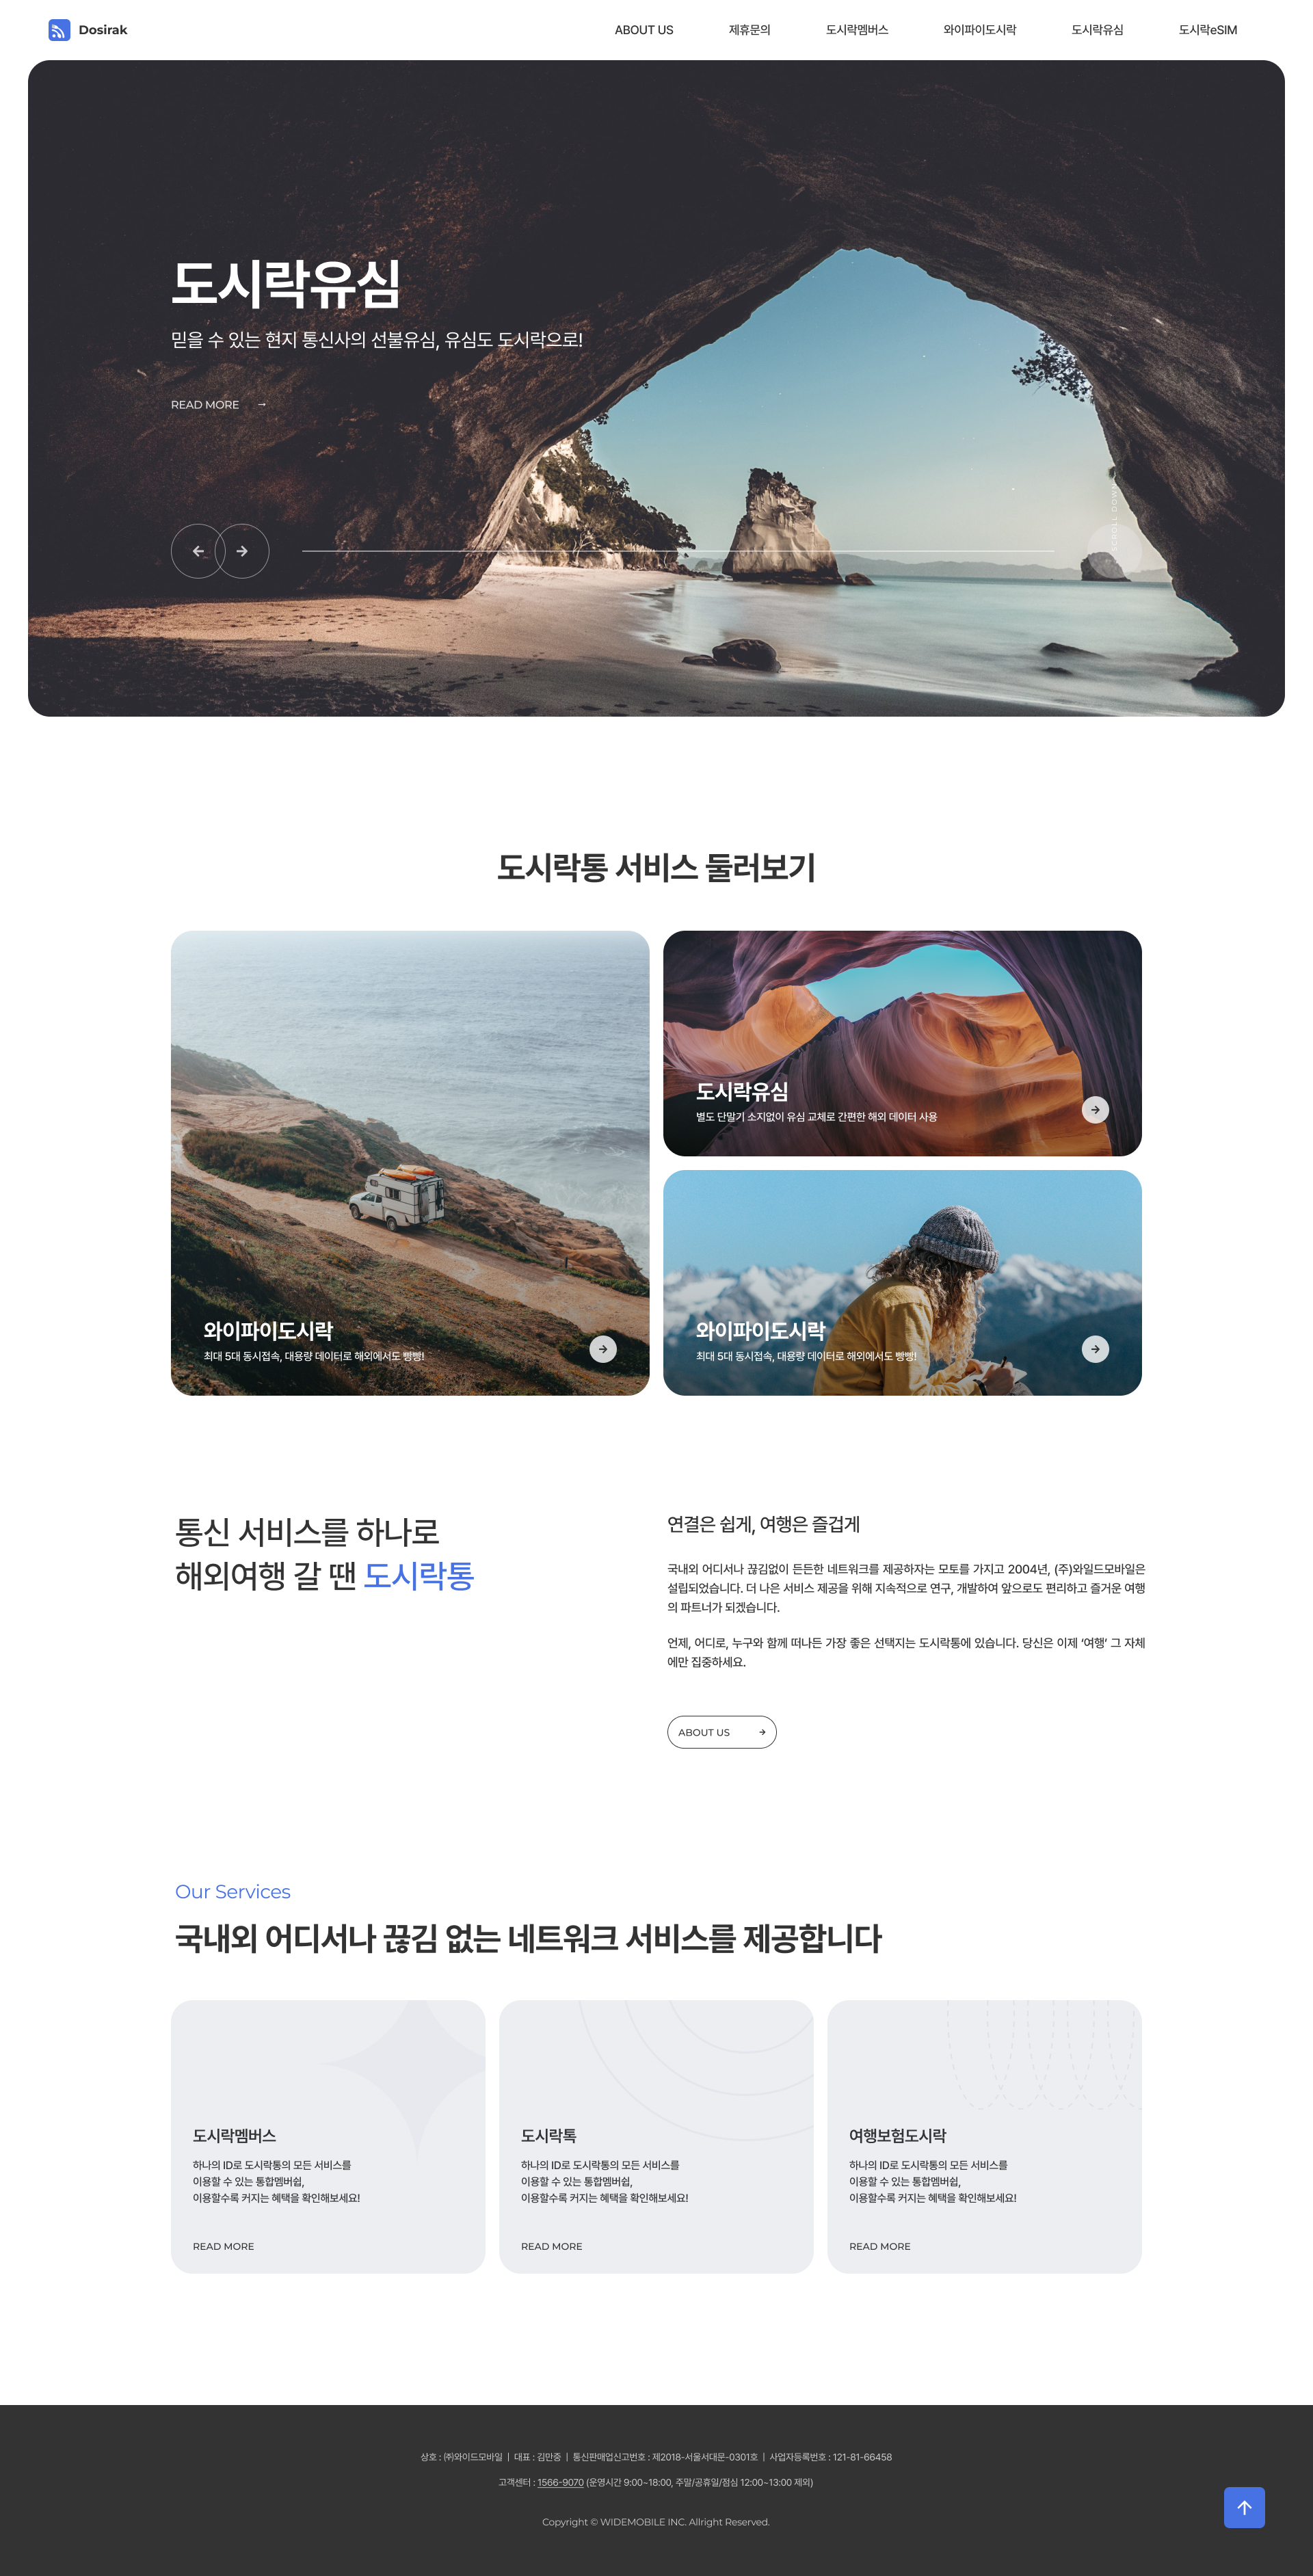 Dosirak
ABOUT US
제휴문의
도시락멤버스
와이파이도시락
도시락유심
도시락eSIM
도시락유심
믿을 수 있는 현지 통신사의 선불유심, 유심도 도시락으로!
READ MORE →
SCROLL DOWN
도시락통 서비스 둘러보기
와이파이도시락
최대 5대 동시접속, 대용량 데이터로 해외에서도 빵빵!
도시락유심
별도 단말기 소지없이 유심 교체로 간편한 해외 데이터 사용
와이파이도시락
최대 5대 동시접속, 대용량 데이터로 해외에서도 빵빵!
통신 서비스를 하나로
해외여행 갈 땐 도시락통
연결은 쉽게, 여행은 즐겁게
국내외 어디서나 끊김없이 든든한 네트워크를 제공하자는 모토를 가지고 2004년, (주)와일드모바일은
설립되었습니다. 더 나은 서비스 제공을 위해 지속적으로 연구, 개발하여 앞으로도 편리하고 즐거운 여행
의 파트너가 되겠습니다.
언제, 어디로, 누구와 함께 떠나든 가장 좋은 선택지는 도시락통에 있습니다. 당신은 이제 ‘여행’ 그 자체
에만 집중하세요.
ABOUT US →
Our Services
국내외 어디서나 끊김 없는 네트워크 서비스를 제공합니다
도시락멤버스
하나의 ID로 도시락통의 모든 서비스를
이용할 수 있는 통합멤버쉽,
이용할수록 커지는 혜택을 확인해보세요!
READ MORE
도시락톡
하나의 ID로 도시락통의 모든 서비스를
이용할 수 있는 통합멤버쉽,
이용할수록 커지는 혜택을 확인해보세요!
READ MORE
여행보험도시락
하나의 ID로 도시락통의 모든 서비스를
이용할 수 있는 통합멤버쉽,
이용할수록 커지는 혜택을 확인해보세요!
READ MORE
상호 : ㈜와이드모바일 | 대표 : 김만중 | 통신판매업신고번호 : 제2018-서울서대문-0301호 | 사업자등록번호 : 121-81-66458
고객센터 : 1566-9070 (운영시간 9:00~18:00, 주말/공휴일/점심 12:00~13:00 제외)
Copyright © WIDEMOBILE INC. Allright Reserved.